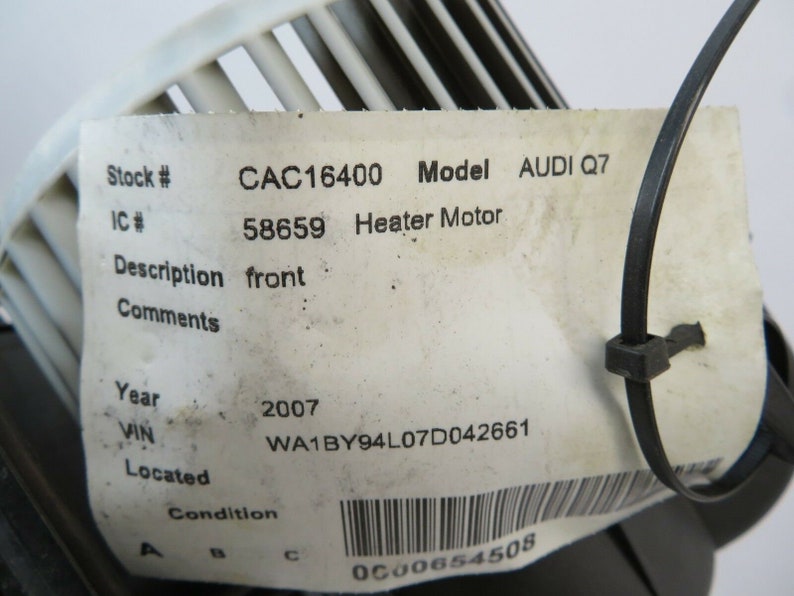 Stock # CAC16400 Model AUDI Q7
IC # 58659 Heater Motor
Description front
Comments
Year 2007
VIN WA1BY94L07D042661
Located
Condition
A B C
0000654508